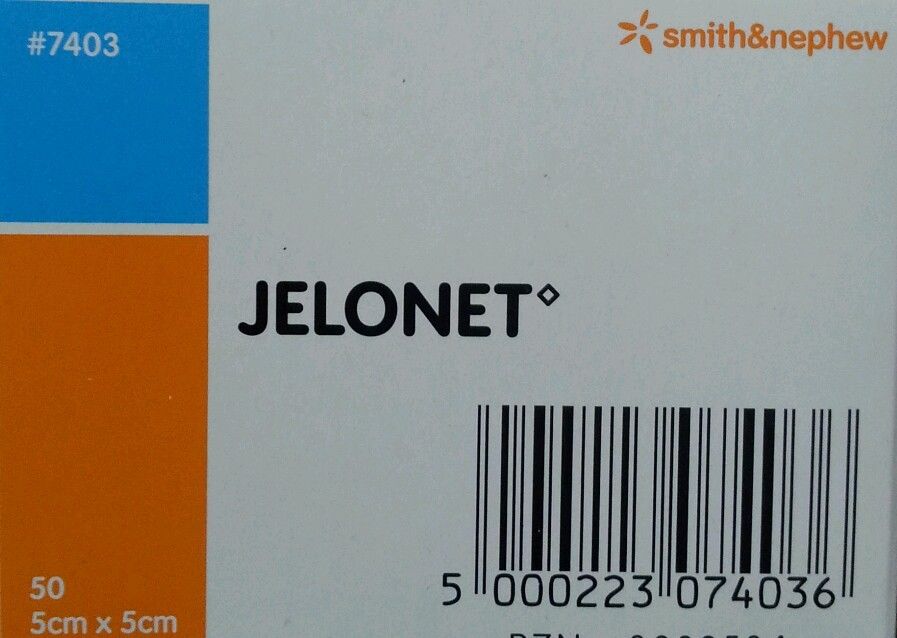 #7403
smith&nephew
JELONET◊
50
5cm x 5cm
5 000223 074036